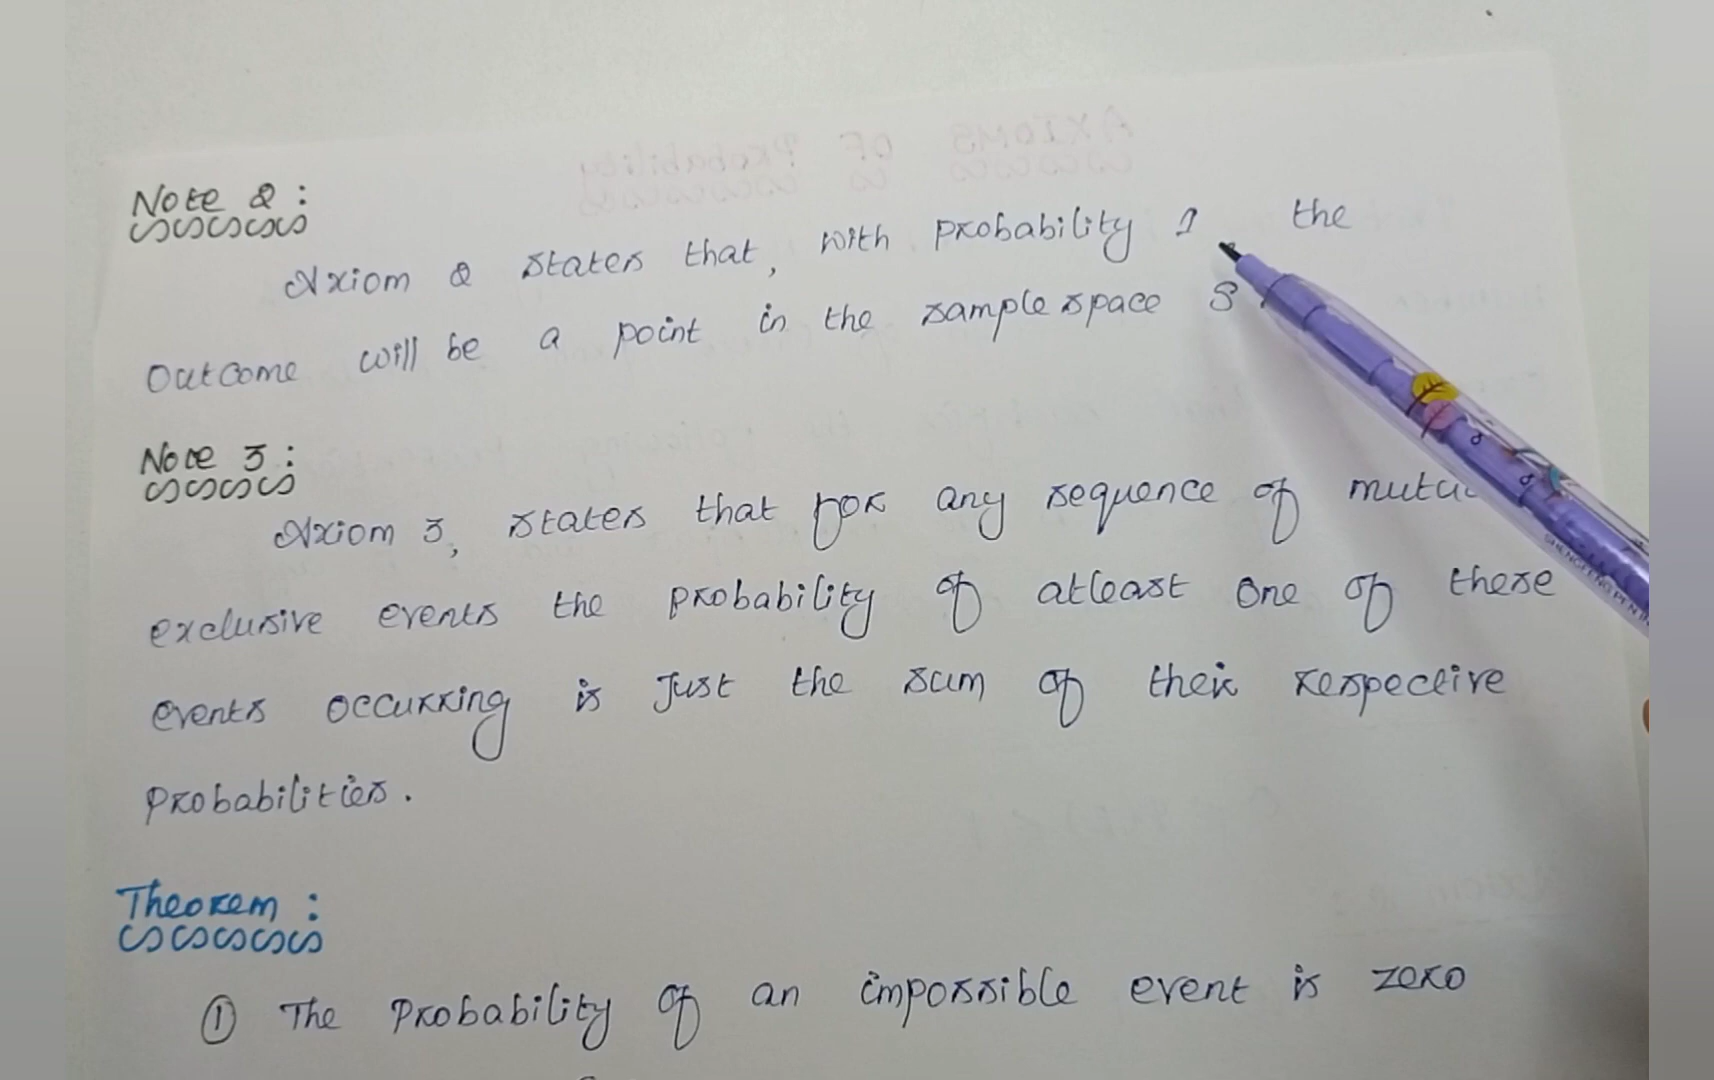 Note 2 :
Axiom 2 states that, with probability 1 the
outcome will be a point in the sample space S
Note 3 :
Axiom 3, states that for any sequence of
exclusive events the probability of atleast one of these
events occurring is Just the sum of their respective
probabilities.
Theorem :
① The Probability of an impossible event is zero
AXIOMS OF Probability